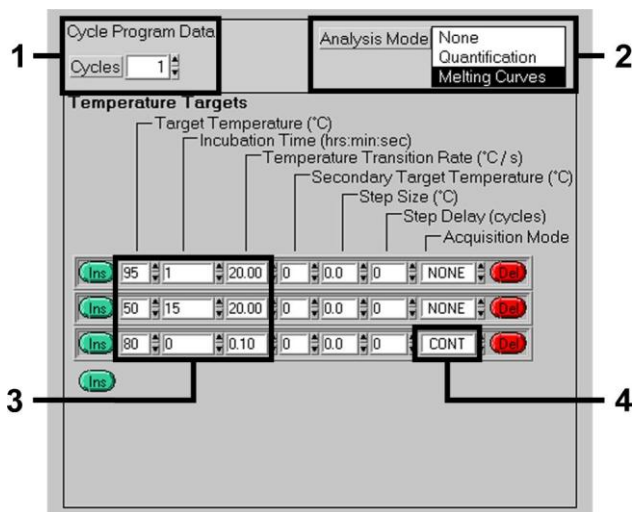 Cycle Program Data
Cycles 1
Analysis Mode None
Quantification
Melting Curves
1
2
Temperature Targets
Target Temperature (°C)
Incubation Time (hrs:min:sec)
Temperature Transition Rate (°C / s)
Secondary Target Temperature (°C)
Step Size (°C)
Step Delay (cycles)
Acquisition Mode
Ins 95 1 20.00 0 0.0 0 NONE Del
Ins 50 15 20.00 0 0.0 0 NONE Del
Ins 80 0 0.10 0 0.0 0 CONT Del
Ins
3
4